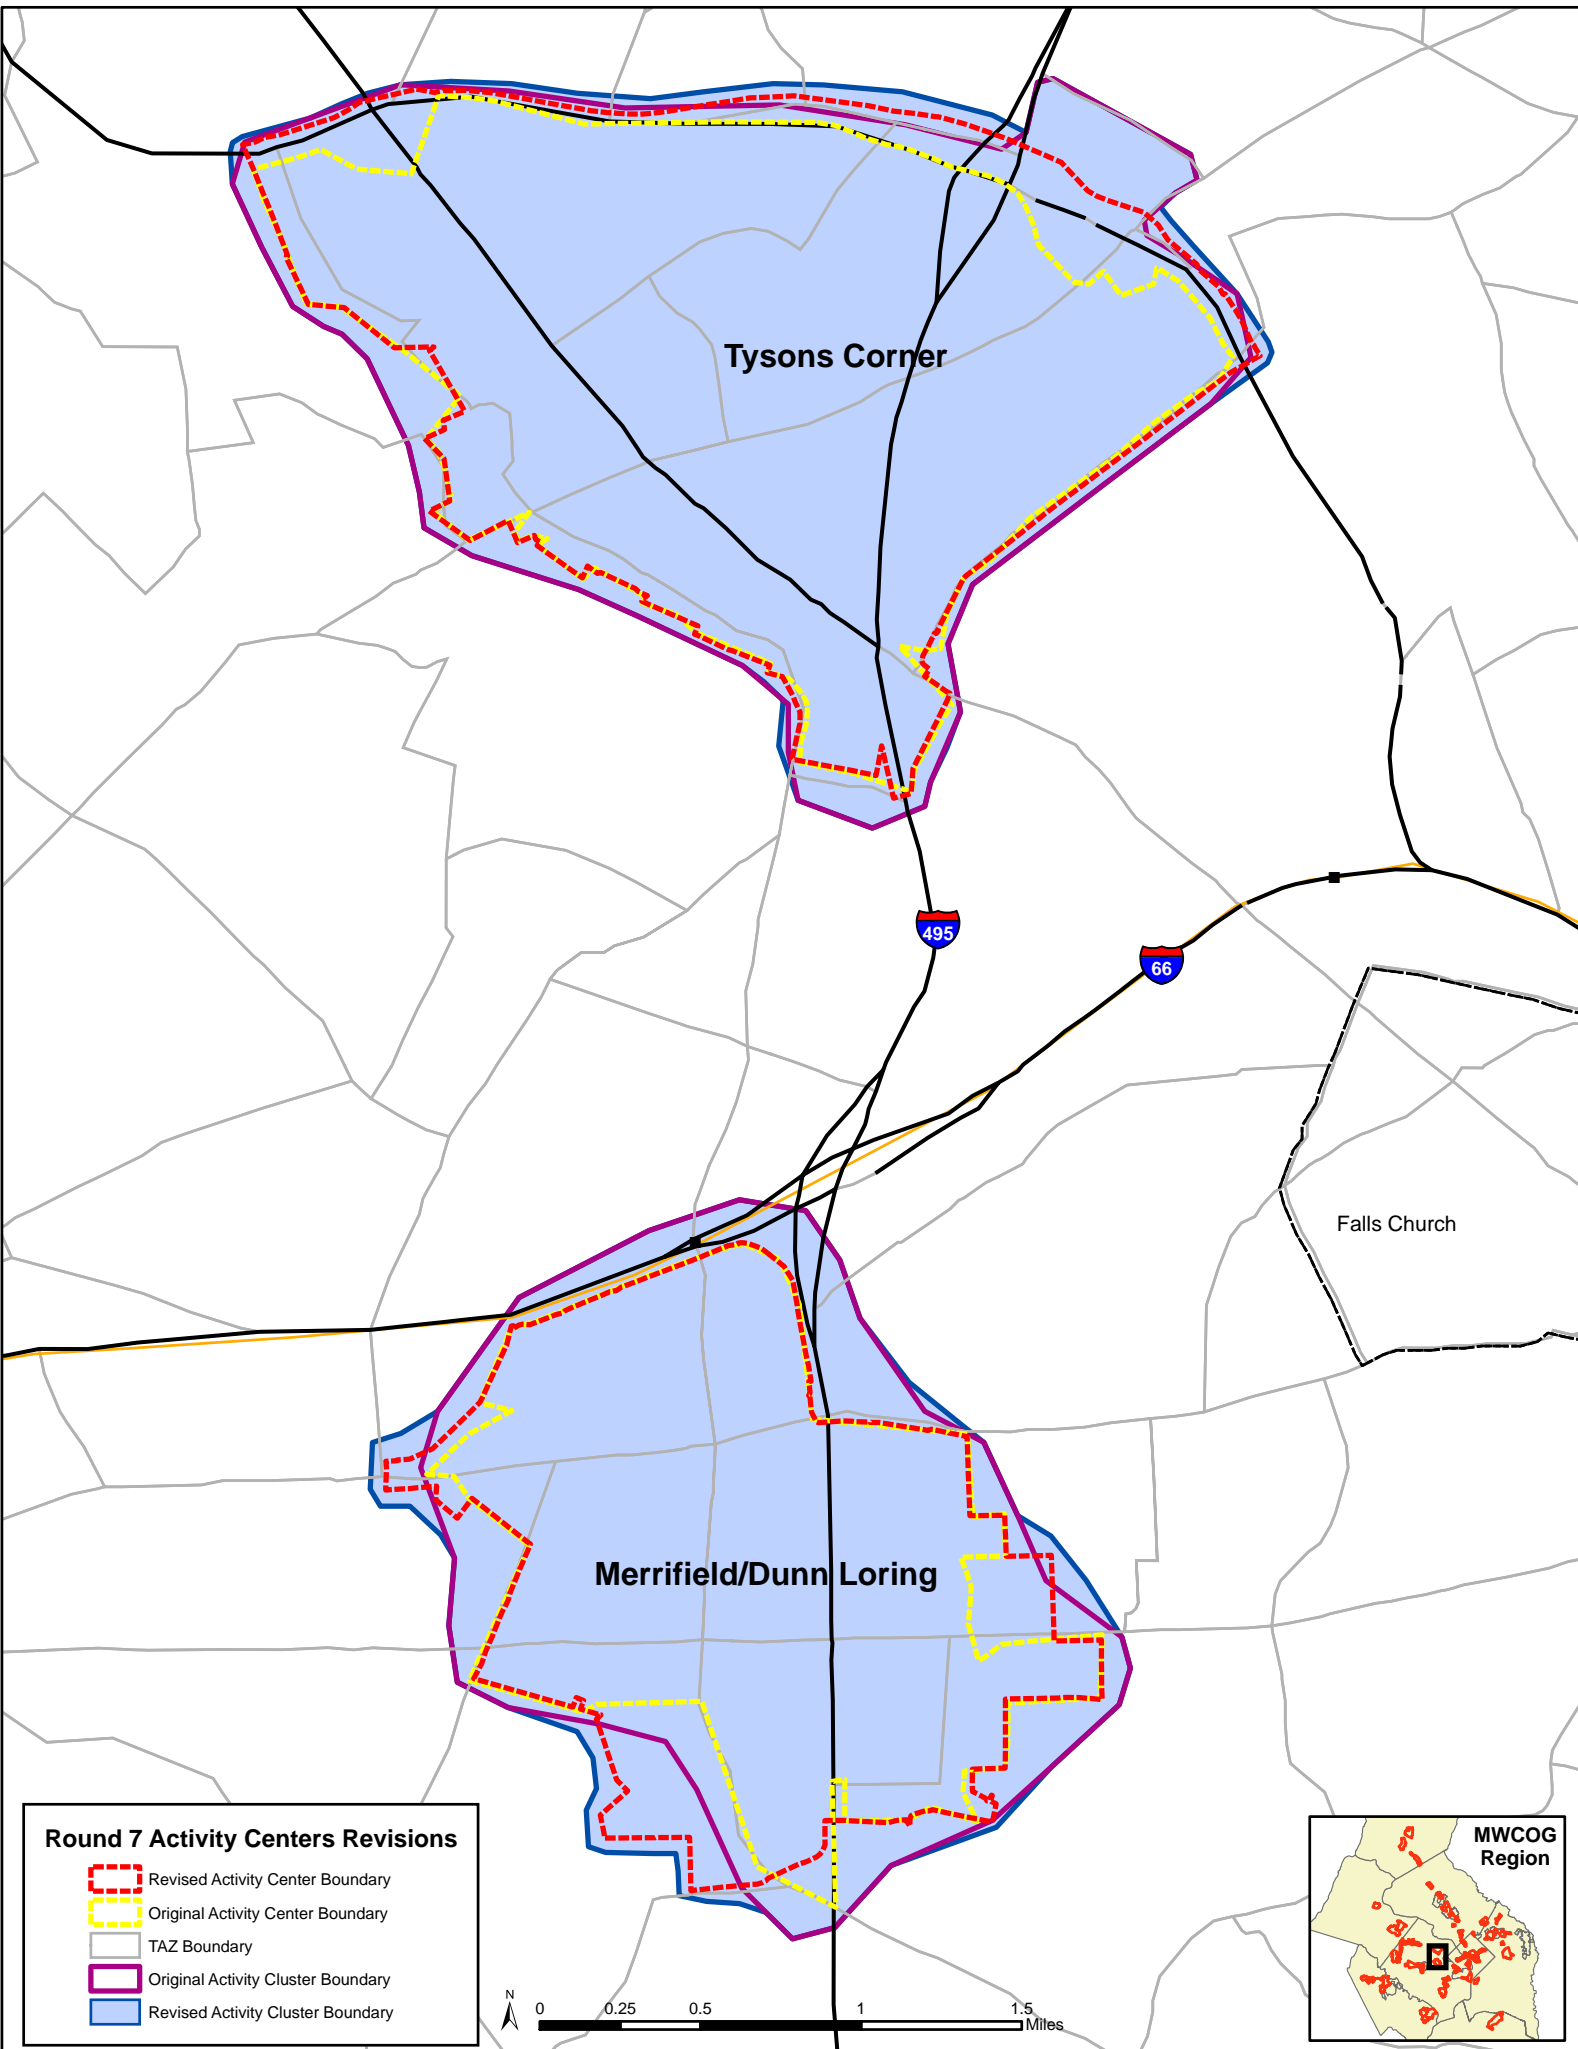 Tysons Corner
495
66
Falls Church
Merrifield/Dunn Loring
Round 7 Activity Centers Revisions
Revised Activity Center Boundary
Original Activity Center Boundary
TAZ Boundary
Original Activity Cluster Boundary
Revised Activity Cluster Boundary
N
0 0.25 0.5 1 1.5
Miles
MWCOG
Region